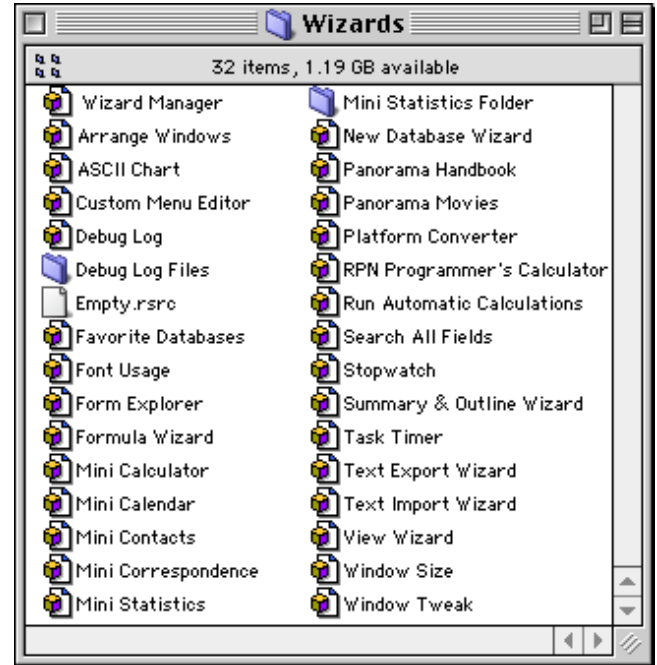 Wizards
32 items, 1.19 GB available
Wizard Manager
Arrange Windows
ASCII Chart
Custom Menu Editor
Debug Log
Debug Log Files
Empty.rsrc
Favorite Databases
Font Usage
Form Explorer
Formula Wizard
Mini Calculator
Mini Calendar
Mini Contacts
Mini Correspondence
Mini Statistics
Mini Statistics Folder
New Database Wizard
Panorama Handbook
Panorama Movies
Platform Converter
RPN Programmer's Calculator
Run Automatic Calculations
Search All Fields
Stopwatch
Summary & Outline Wizard
Task Timer
Text Export Wizard
Text Import Wizard
View Wizard
Window Size
Window Tweak